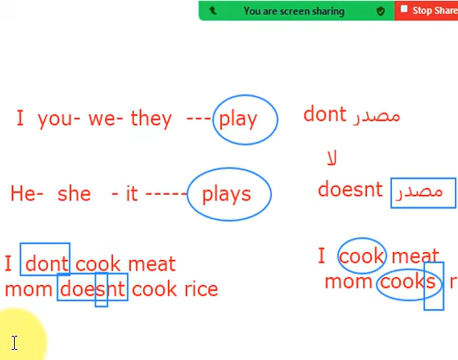 You are screen sharing Stop Share
I you- we- they ---play
dont مصدر
لا
He- she - it ----- plays
doesnt مصدر
I dont cook meat
mom doesnt cook rice
I cook meat
mom cooks r